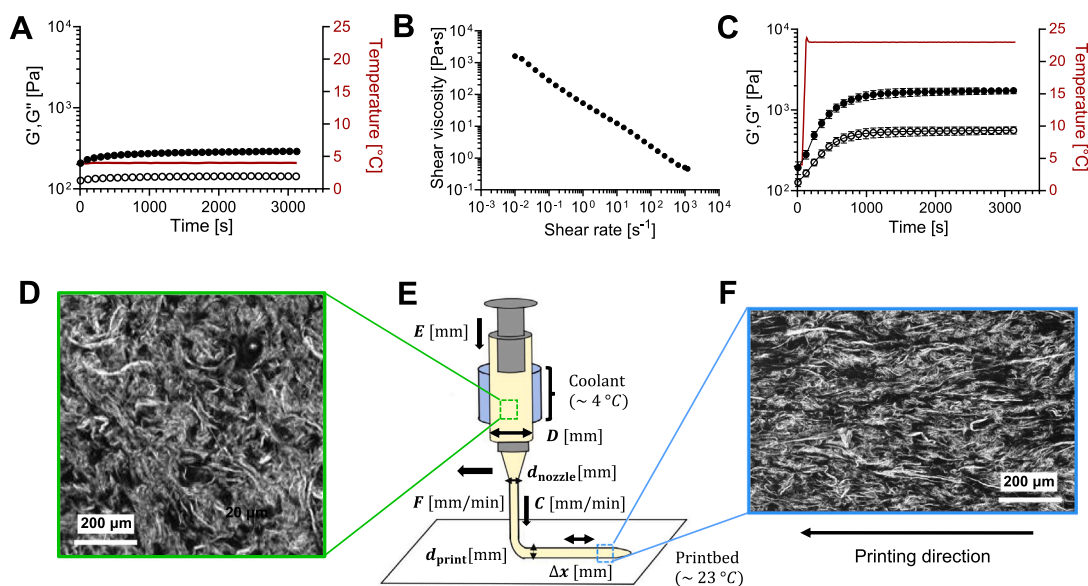 A
G',G'' [Pa]
10⁴
10³
10²
0
1000
2000
3000
Time [s]
25
20
15
10
5
0
Temperature [°C]
B
Shear viscosity [Pa•s]
10⁴
10³
10²
10¹
10⁰
10⁻¹
10⁻³
10⁻²
10⁻¹
10⁰
10¹
10²
10³
10⁴
Shear rate [s⁻¹]
C
G',G'' [Pa]
10⁴
10³
10²
0
1000
2000
3000
Time [s]
25
20
15
10
5
0
Temperature [°C]
D
20 µm
200 µm
E
E [mm]
Coolant
(~ 4 °C)
D [mm]
d_nozzle[mm]
F [mm/min]
C [mm/min]
d_print[mm]
Δx [mm]
Printbed
(~ 23 °C)
F
200 µm
Printing direction